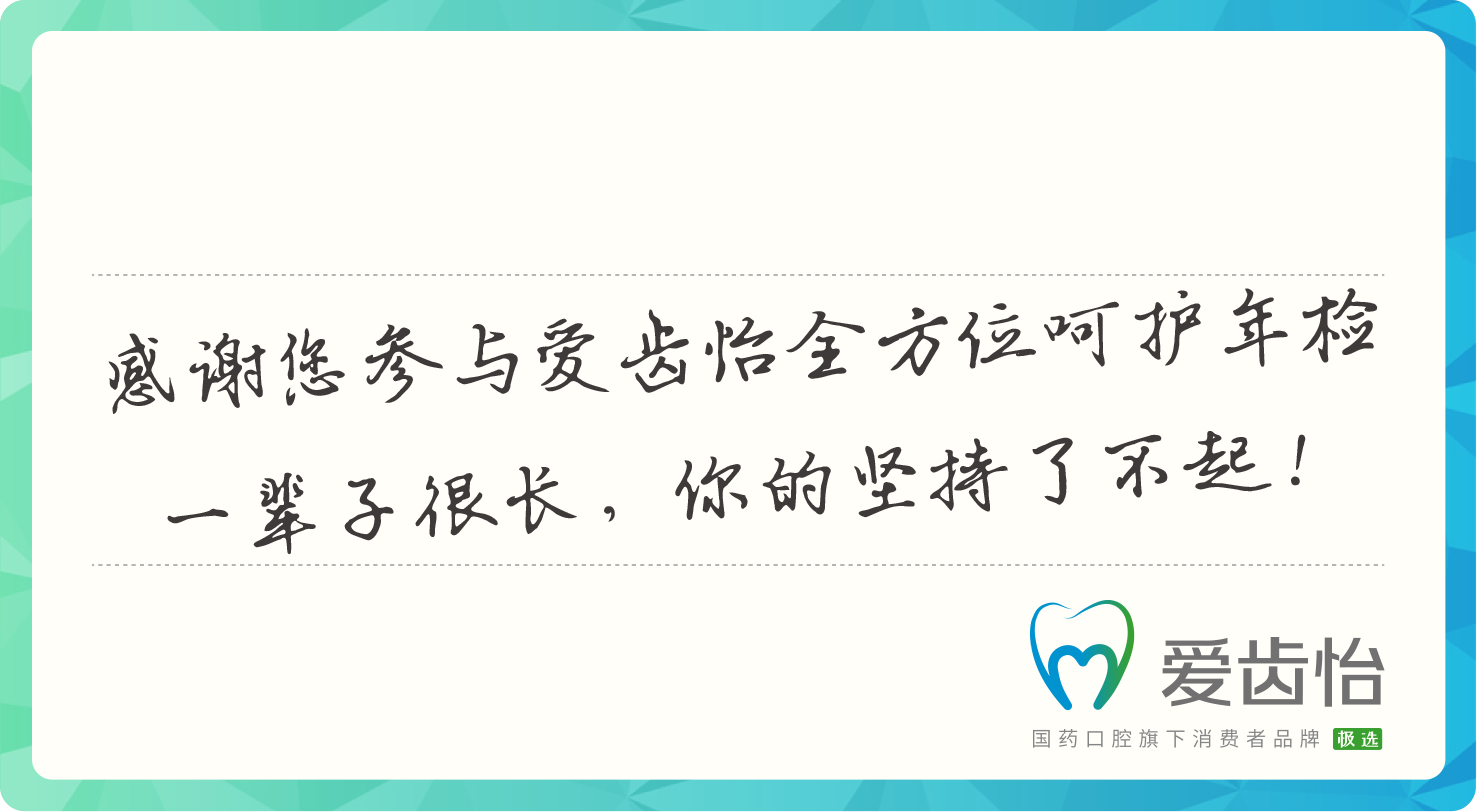 感谢您参与爱齿怡全方位呵护年检
一辈子很长，你的坚持了不起！
爱齿怡
国药口腔旗下消费者品牌 极选